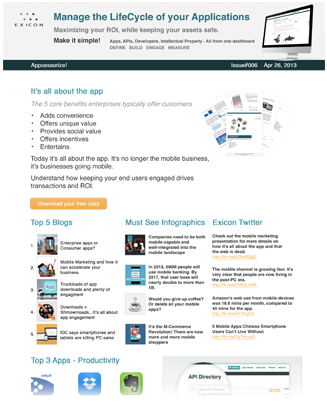 EXICON
Manage the LifeCycle of your Applications
Maximizing your ROI, while keeping your assets safe.
Make it simple! Apps, APIs, Developers, Intellectual Property - All from one dashboard
DEFINE BUILD ENGAGE MEASURE
Appcessorize! Issue#006 Apr 26, 2013
It's all about the app
The 5 core benefits enterprises typically offer customers
• Adds convenience
• Offers unique value
• Provides social value
• Offers incentives
• Entertains
Today it's all about the app. It's no longer the mobile business,
it's businesses going mobile.
Understand how keeping your end users engaged drives
transactions and ROI.
Download your free copy
Top 5 Blogs
1. Enterprise apps or
Consumer apps?
2. Mobile Marketing and how it
can accelerate your
business
3. Truckloads of app
downloads and plenty of
engagment
4. Downloads =
Shmownloads...it's all about
app engagement
5. IDC says smartphones and
tablets are killing PC sales
Must See Infographics
Companies need to be both
mobile-capable and
well-integrated into the
mobile landscape
In 2013, 590M people will
use mobile banking. By
2017, that user base will
nearly double to more than
1B.
Would you give up coffee?
Or delete all your mobile
apps?
It's the M-Commerce
Revolution! There are now
more and more mobile
shoppers
Exicon Twitter
Check out the mobile marketing
presentation for more details on
how it's all about the app and that
the web is dead.
The mobile channel is growing fast. It's
very clear that people are now living in
the post-PC era.
Amazon's web use from mobile devices
was 19.8 mins per month, compared to
40 mins for the app.
5 Mobile Apps Chinese Smartphone
Users Can't Live Without
Top 3 Apps - Productivity
intuit
API Directory